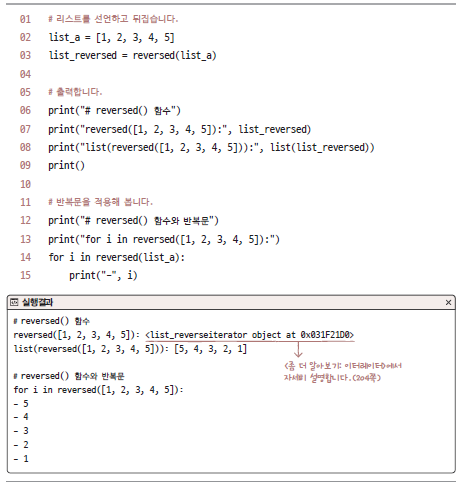 01 # 리스트를 선언하고 뒤집습니다.
02 list_a = [1, 2, 3, 4, 5]
03 list_reversed = reversed(list_a)
04
05 # 출력합니다.
06 print("# reversed() 함수")
07 print("reversed([1, 2, 3, 4, 5]):", list_reversed)
08 print("list(reversed([1, 2, 3, 4, 5])):", list(list_reversed))
09 print()
10
11 # 반복문을 적용해 봅니다.
12 print("# reversed() 함수와 반복문")
13 print("for i in reversed([1, 2, 3, 4, 5]):")
14 for i in reversed(list_a):
15     print("-", i)
실행결과 ×
# reversed() 함수
reversed([1, 2, 3, 4, 5]): <list_reverseiterator object at 0x031F21D0>
list(reversed([1, 2, 3, 4, 5])): [5, 4, 3, 2, 1]
<좀 더 알아보기: 이터레이터>에서
자세히 설명합니다.(204쪽)
# reversed() 함수와 반복문
for i in reversed([1, 2, 3, 4, 5]):
- 5
- 4
- 3
- 2
- 1